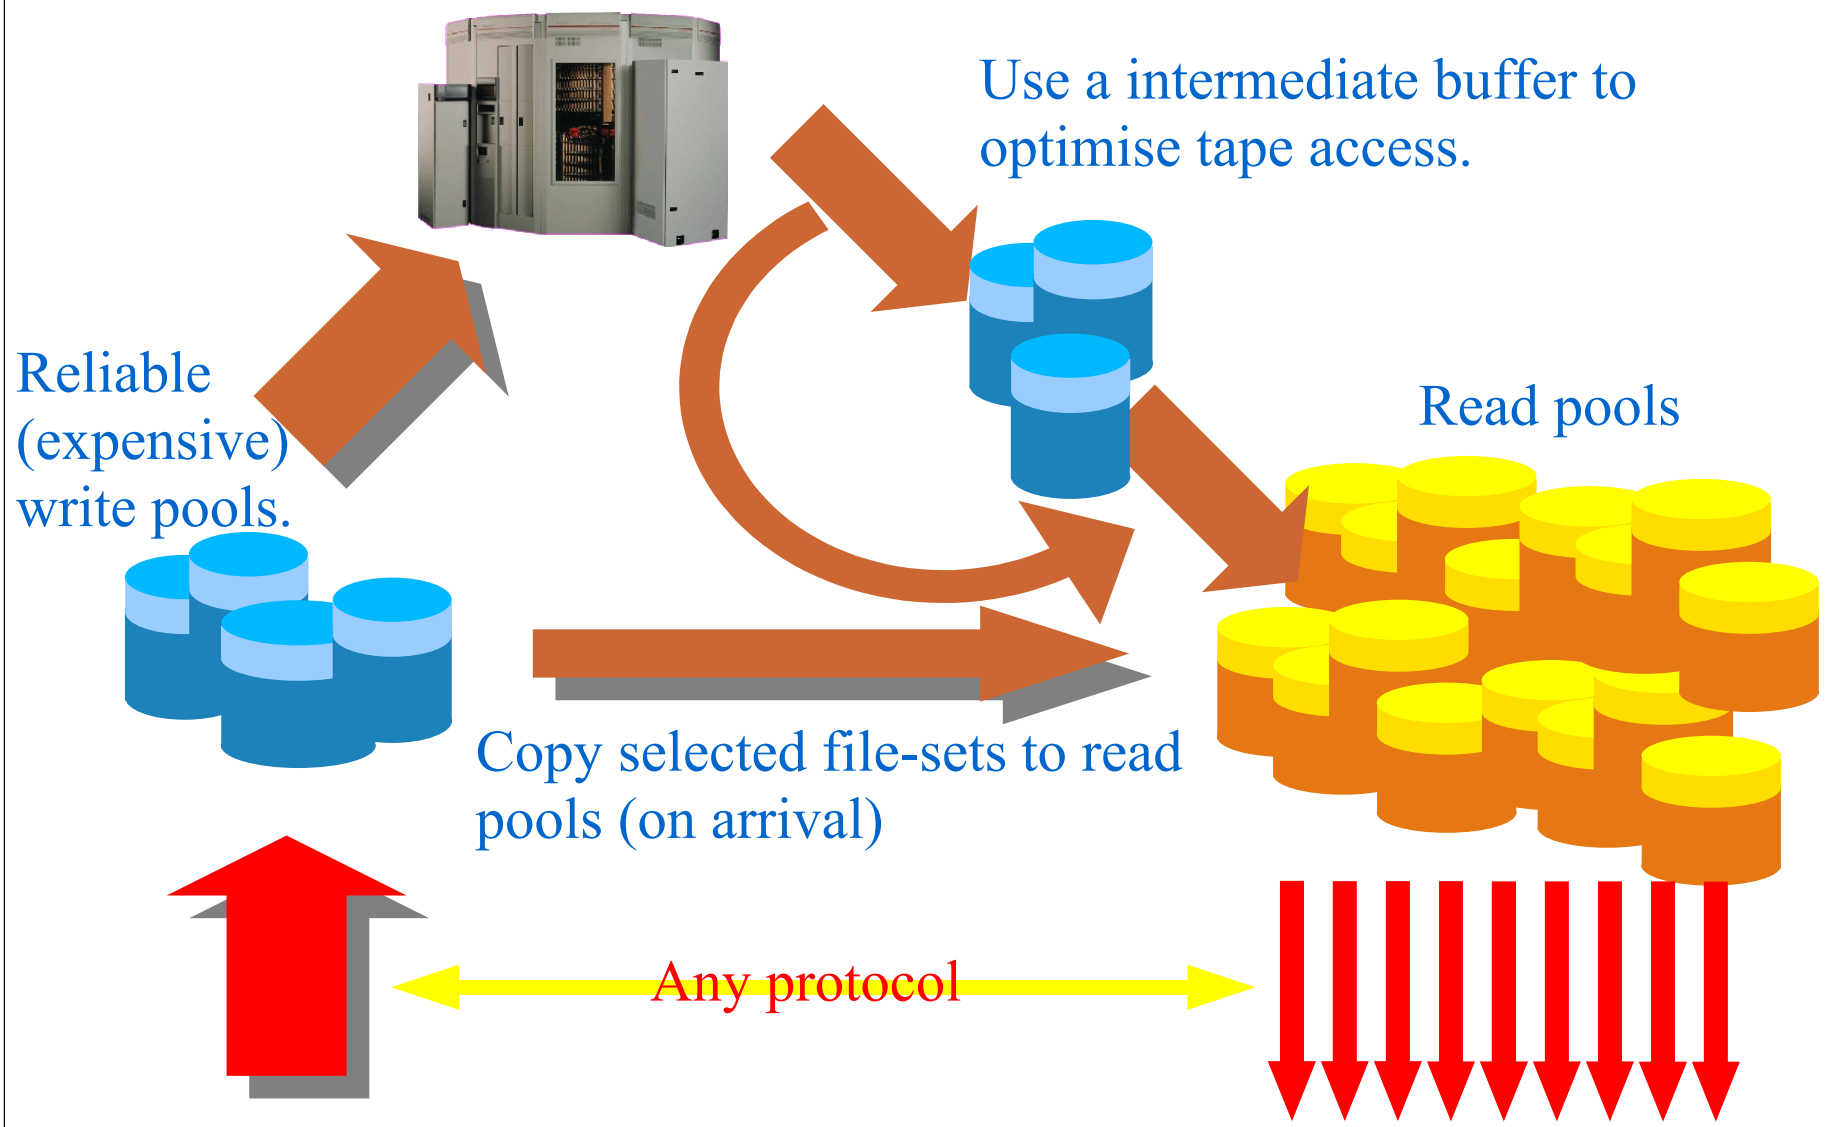 Use a intermediate buffer to
optimise tape access.
Reliable
(expensive)
write pools.
Read pools
Copy selected file-sets to read
pools (on arrival)
Any protocol